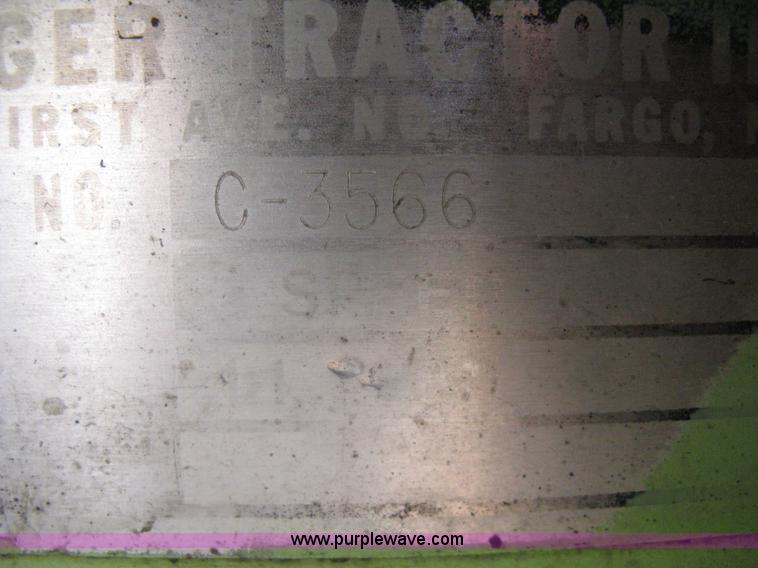 GER TRACTOR I
IRST AVE. NO. FARGO,
NO. C-3566
www.purplewave.com